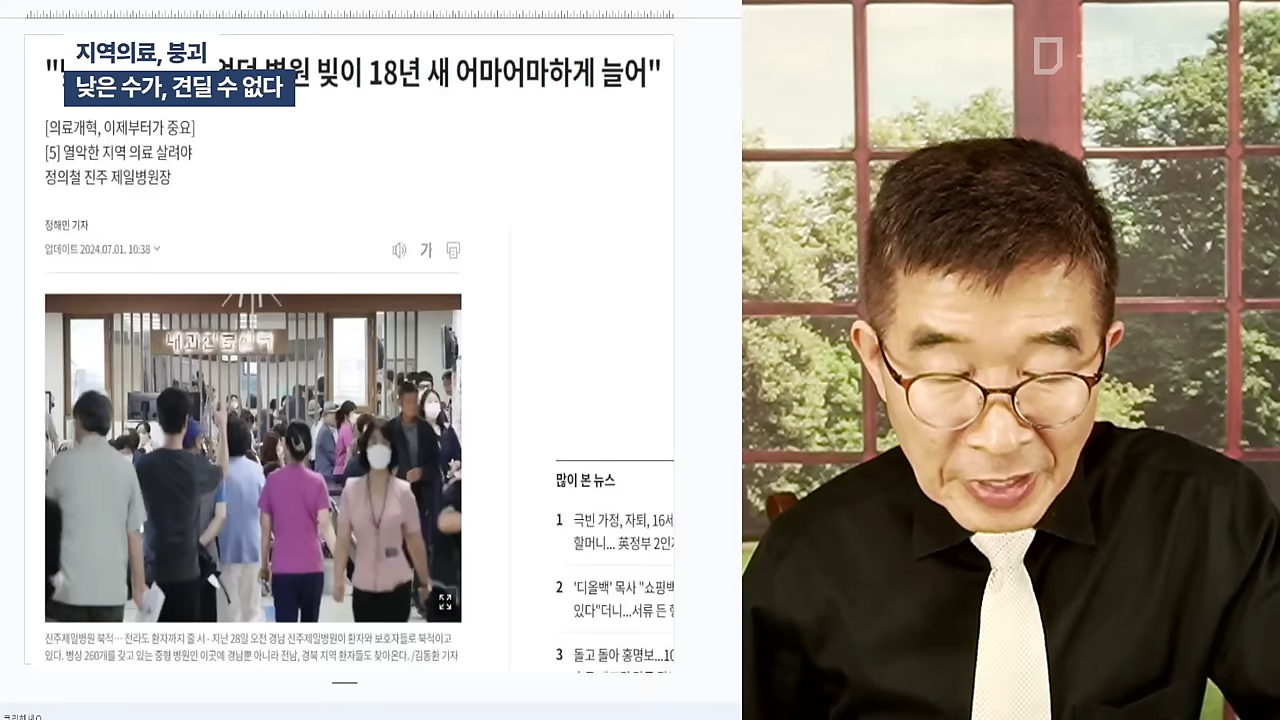 지역의료, 붕괴
낮은 수가, 견딜 수 없다
병원 빚이 18년 새 어마어마하게 늘어"
[의료개혁, 이제부터가 중요]
[5] 열악한 지역 의료 살려야
정의철 진주 제일병원장
정해민 기자
업데이트 2024.07.01. 10:38
가
진주제일병원 북적… 전라도 환자까지 줄 서 - 지난 28일 오전 경남 진주제일병원이 환자와 보호자들로 북적이고
있다. 병상 260개를 갖고 있는 중형 병원인 이곳에 경남뿐 아니라 전남, 경북 지역 환자들도 찾아온다. /김동환 기자
많이 본 뉴스
1 극빈 가정, 자퇴, 16세
할머니... 英정부 2인
2 '디올백' 목사 "쇼핑백
있다"더니...서류 든
3 돌고 돌아 홍명보...10